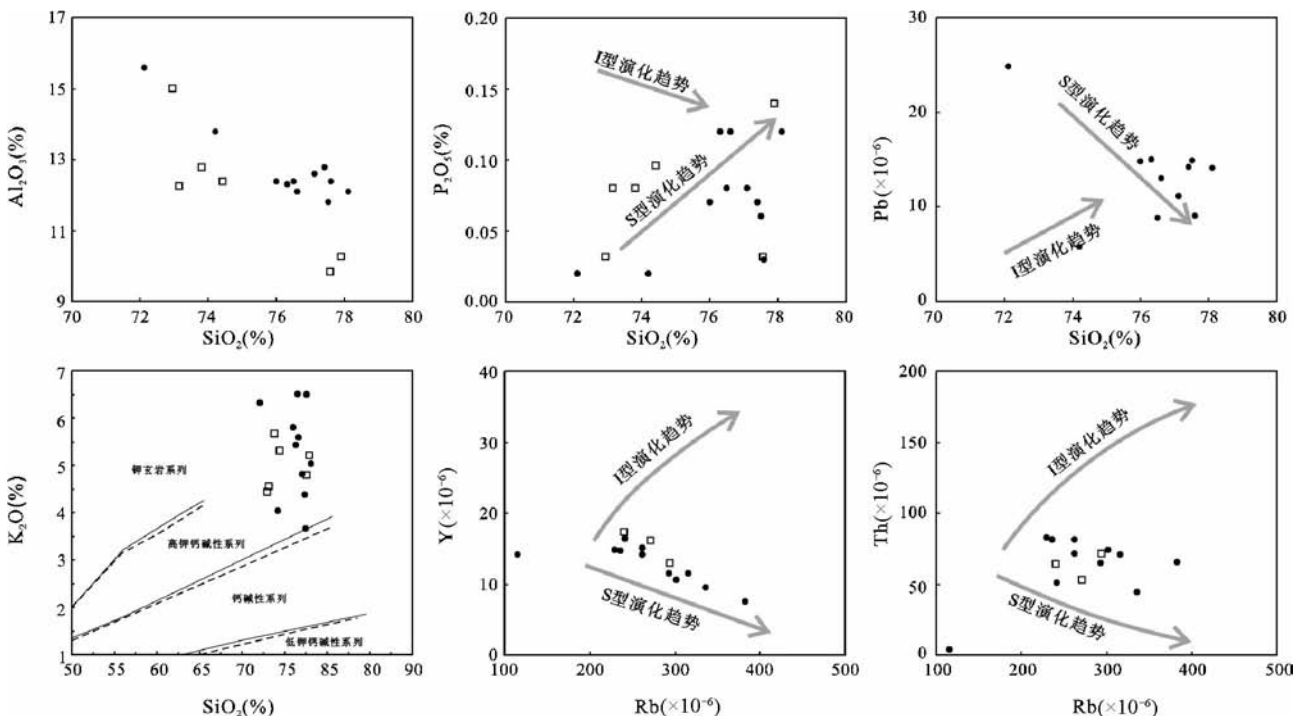 17
15
13
11
9
Al₂O₃(%)
70
72
74
76
78
80
SiO₂(%)
0.20
0.15
0.10
0.05
0.00
P₂O₅(%)
I型演化趋势
S型演化趋势
70
72
74
76
78
80
SiO₂(%)
30
20
10
0
Pb(×10⁻⁶)
S型演化趋势
I型演化趋势
70
72
74
76
78
80
SiO₂(%)
7
6
5
4
3
2
1
K₂O(%)
钾玄岩系列
高钾钙碱性系列
钙碱性系列
低钾钙碱性系列
50
55
65
65
75
85
90
SiO₂(%)
40
30
20
10
0
Y(×10⁻⁶)
I型演化趋势
S型演化趋势
100
200
300
400
500
Rb(×10⁻⁶)
200
150
100
50
0
Th(×10⁻⁶)
I型演化趋势
S型演化趋势
100
200
300
400
500
Rb(×10⁻⁶)